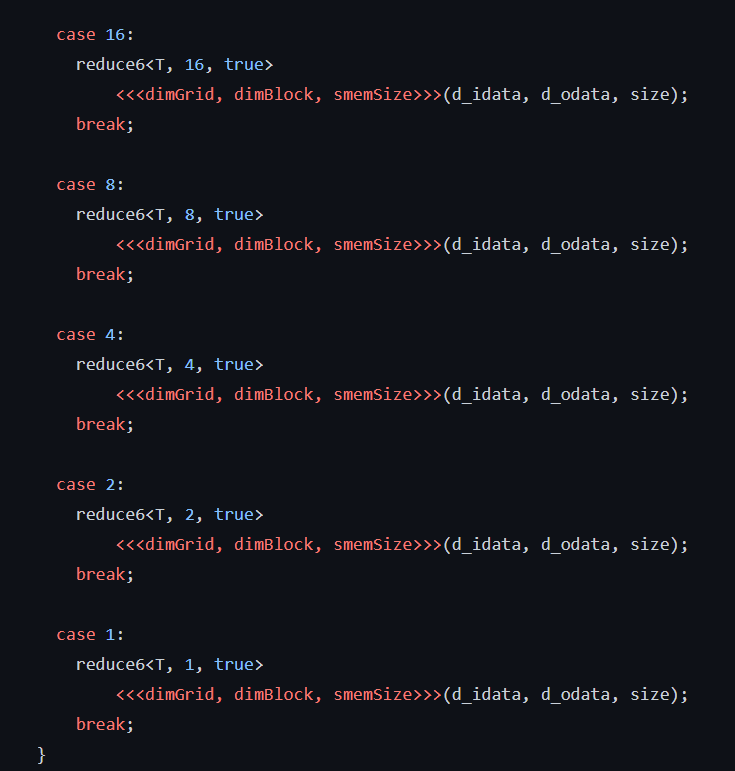 case 16:
reduce6<T, 16, true>
<<<dimGrid, dimBlock, smemSize>>>(d_idata, d_odata, size);
break;
case 8:
reduce6<T, 8, true>
<<<dimGrid, dimBlock, smemSize>>>(d_idata, d_odata, size);
break;
case 4:
reduce6<T, 4, true>
<<<dimGrid, dimBlock, smemSize>>>(d_idata, d_odata, size);
break;
case 2:
reduce6<T, 2, true>
<<<dimGrid, dimBlock, smemSize>>>(d_idata, d_odata, size);
break;
case 1:
reduce6<T, 1, true>
<<<dimGrid, dimBlock, smemSize>>>(d_idata, d_odata, size);
break;
}